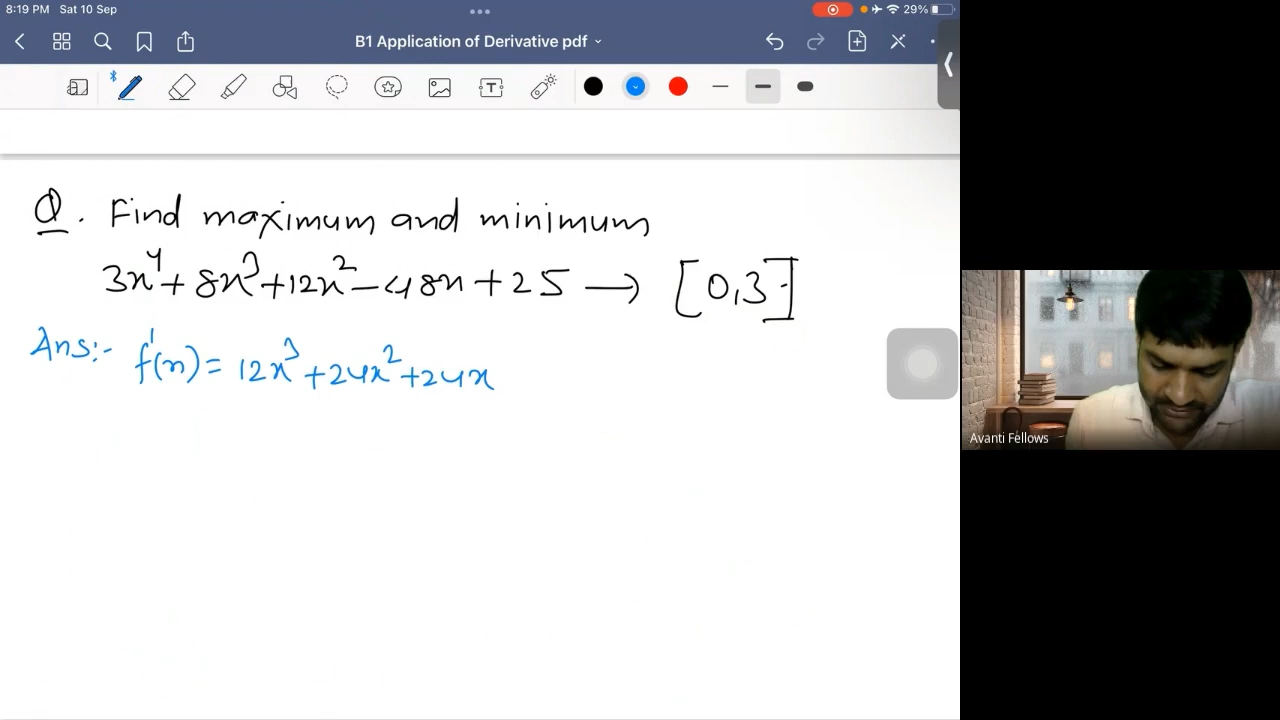 8:19 PM Sat 10 Sep
29%
B1 Application of Derivative pdf
T
Q. Find maximum and minimum
3x⁴ + 8x³ + 12x² - 48x + 25 → [0,3]
Ans:- f'(x) = 12x³ + 24x² + 24x
Avanti Fellows